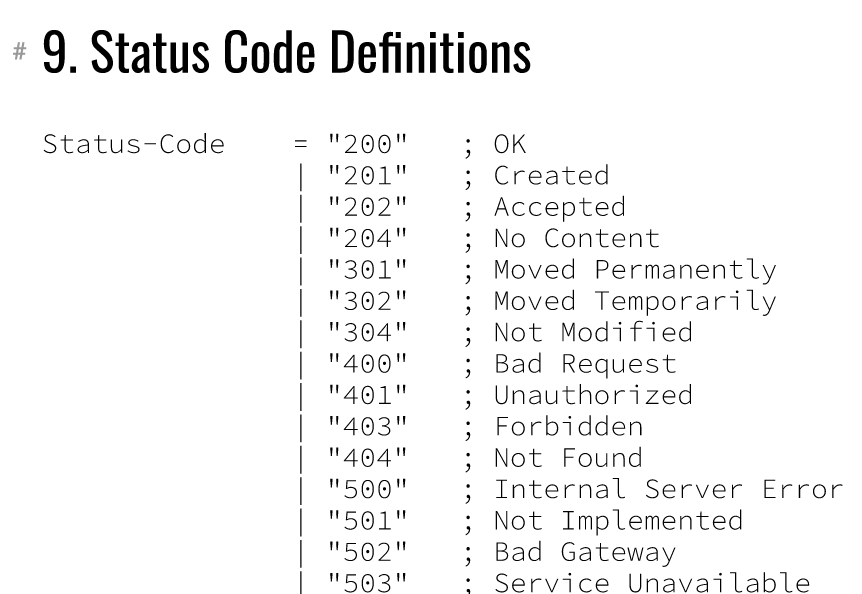 # 9. Status Code Definitions
Status-Code    = "200"   ; OK
               | "201"   ; Created
               | "202"   ; Accepted
               | "204"   ; No Content
               | "301"   ; Moved Permanently
               | "302"   ; Moved Temporarily
               | "304"   ; Not Modified
               | "400"   ; Bad Request
               | "401"   ; Unauthorized
               | "403"   ; Forbidden
               | "404"   ; Not Found
               | "500"   ; Internal Server Error
               | "501"   ; Not Implemented
               | "502"   ; Bad Gateway
               | "503"   ; Service Unavailable